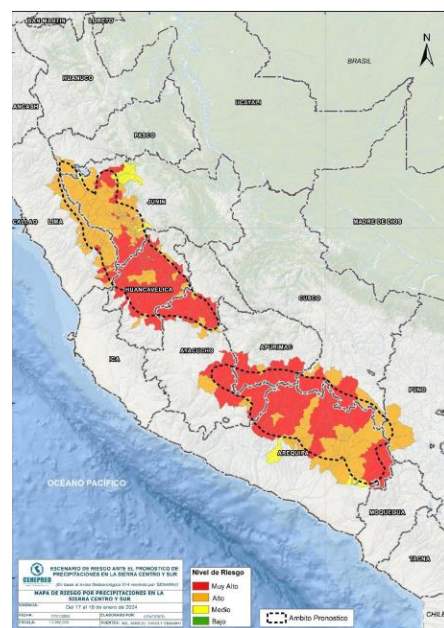 N
SAN MARTIN
LORETO
BRASIL
HUANUCO
UCAYALI
ANCASH
PASCO
JUNIN
LIMA
CALLAO
MADRE DE DIOS
HUANCAVELICA
CUSCO
APURIMAC
AYACUCHO
ICA
PUNO
AREQUIPA
OCEANO PACÍFICO
MOQUEGUA
TACNA
CHILE
CENEPRED
ESCENARIO DE RIESGO ANTE EL PRONÓSTICO DE
PRECIPITACIONES EN LA SIERRA CENTRO Y SUR
MAPA DE RIESGO POR PRECIPITACIONES EN LA
SIERRA CENTRO Y SUR
Del 17 al 18 de enero de 2024
Nivel de Riesgo
Muy Alto
Alto
Medio
Bajo
Ambito Pronostico